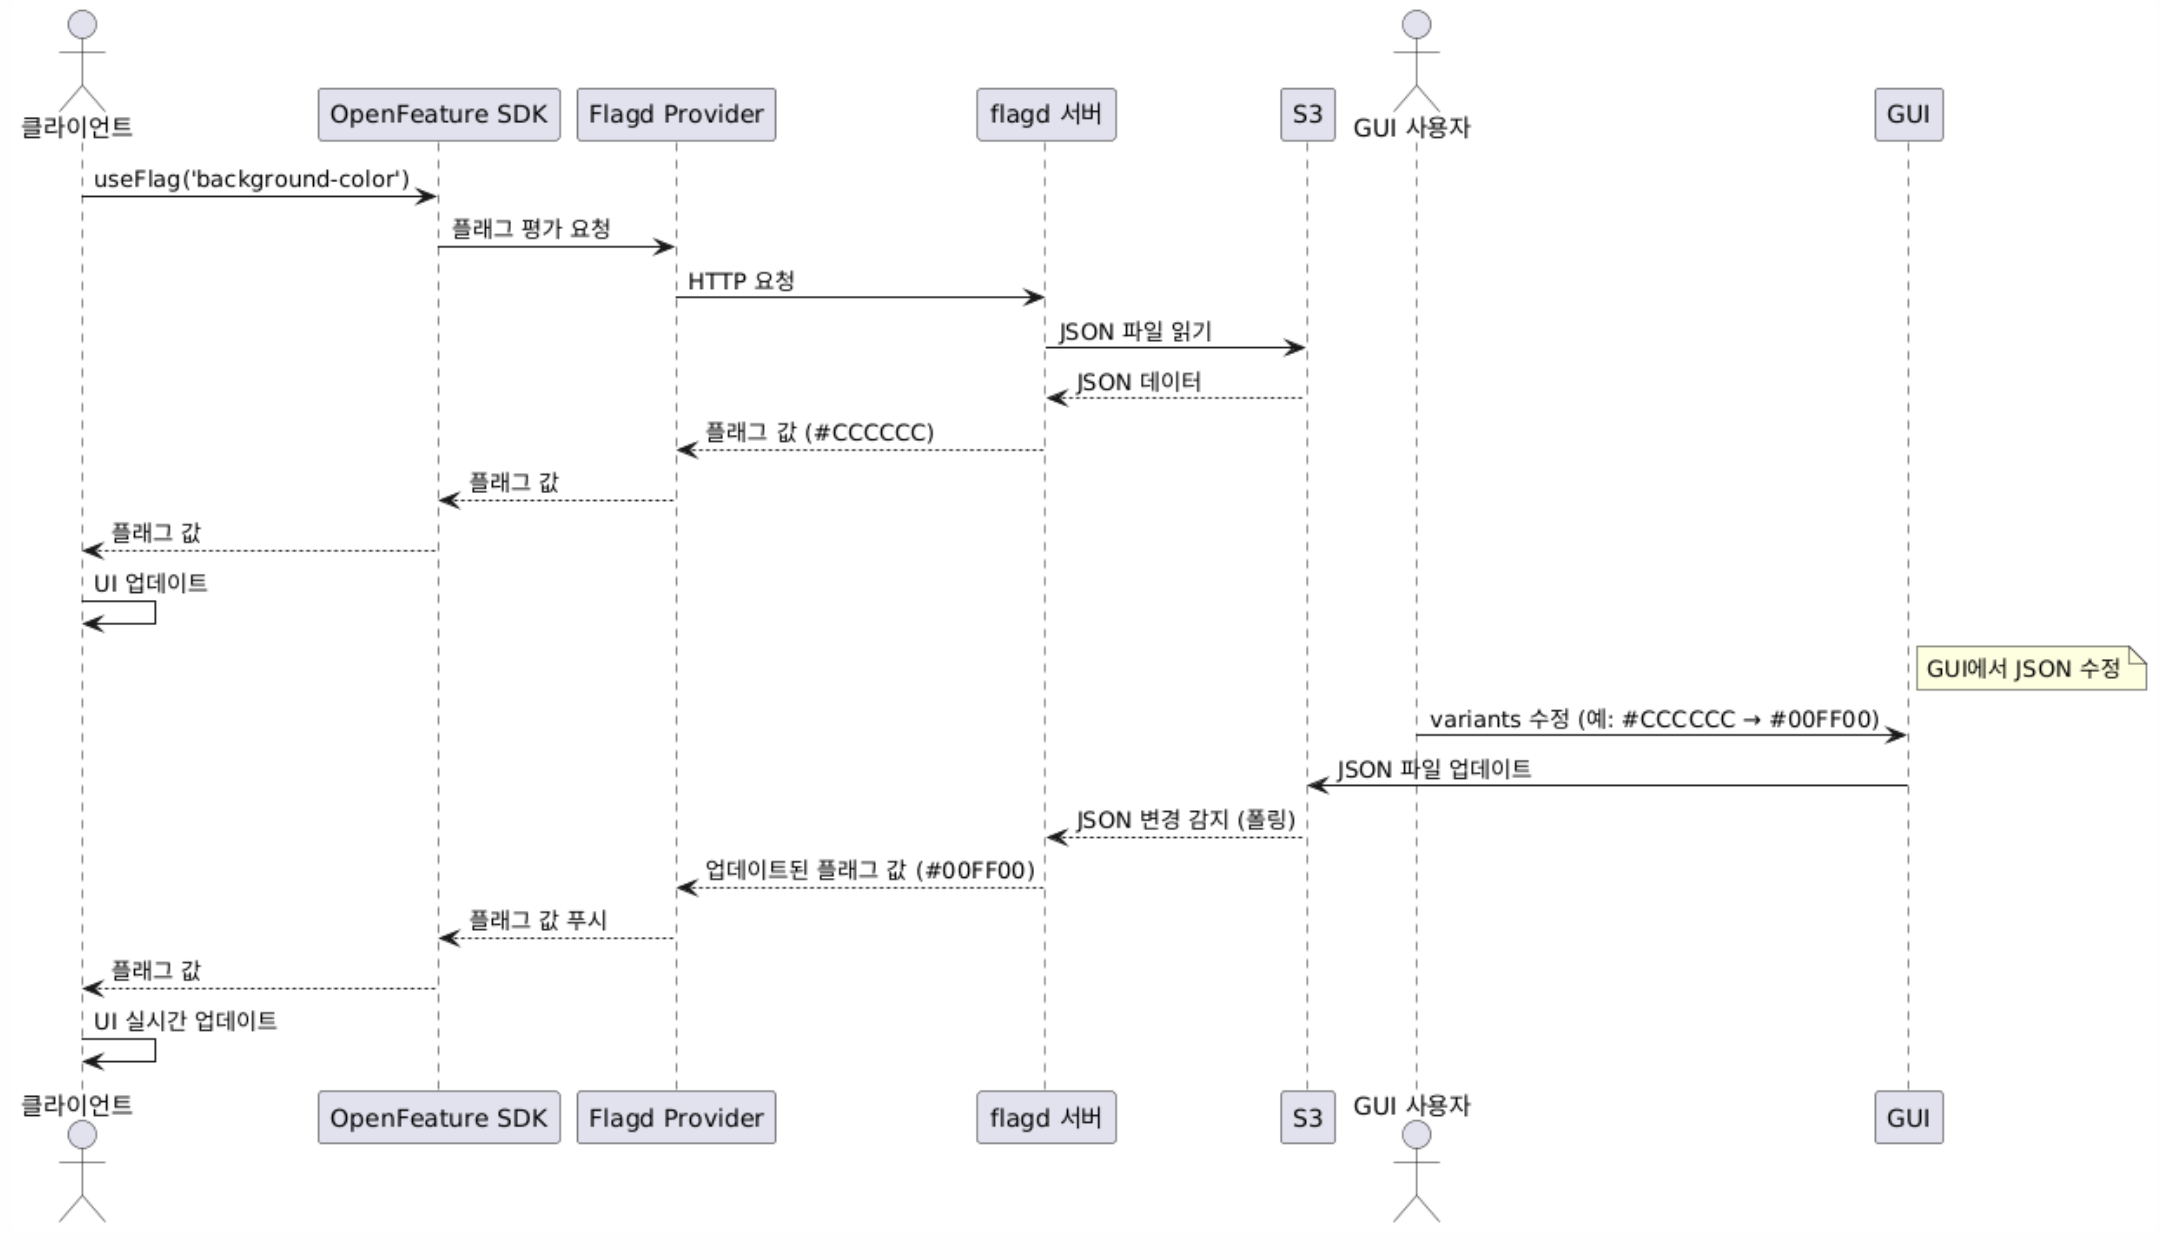 클라이언트
OpenFeature SDK
Flagd Provider
flagd 서버
S3
GUI 사용자
GUI
useFlag('background-color')
플래그 평가 요청
HTTP 요청
JSON 파일 읽기
JSON 데이터
플래그 값 (#CCCCCC)
플래그 값
플래그 값
UI 업데이트
GUI에서 JSON 수정
variants 수정 (예: #CCCCCC → #00FF00)
JSON 파일 업데이트
JSON 변경 감지 (폴링)
업데이트된 플래그 값 (#00FF00)
플래그 값 푸시
플래그 값
UI 실시간 업데이트
클라이언트
OpenFeature SDK
Flagd Provider
flagd 서버
S3
GUI 사용자
GUI